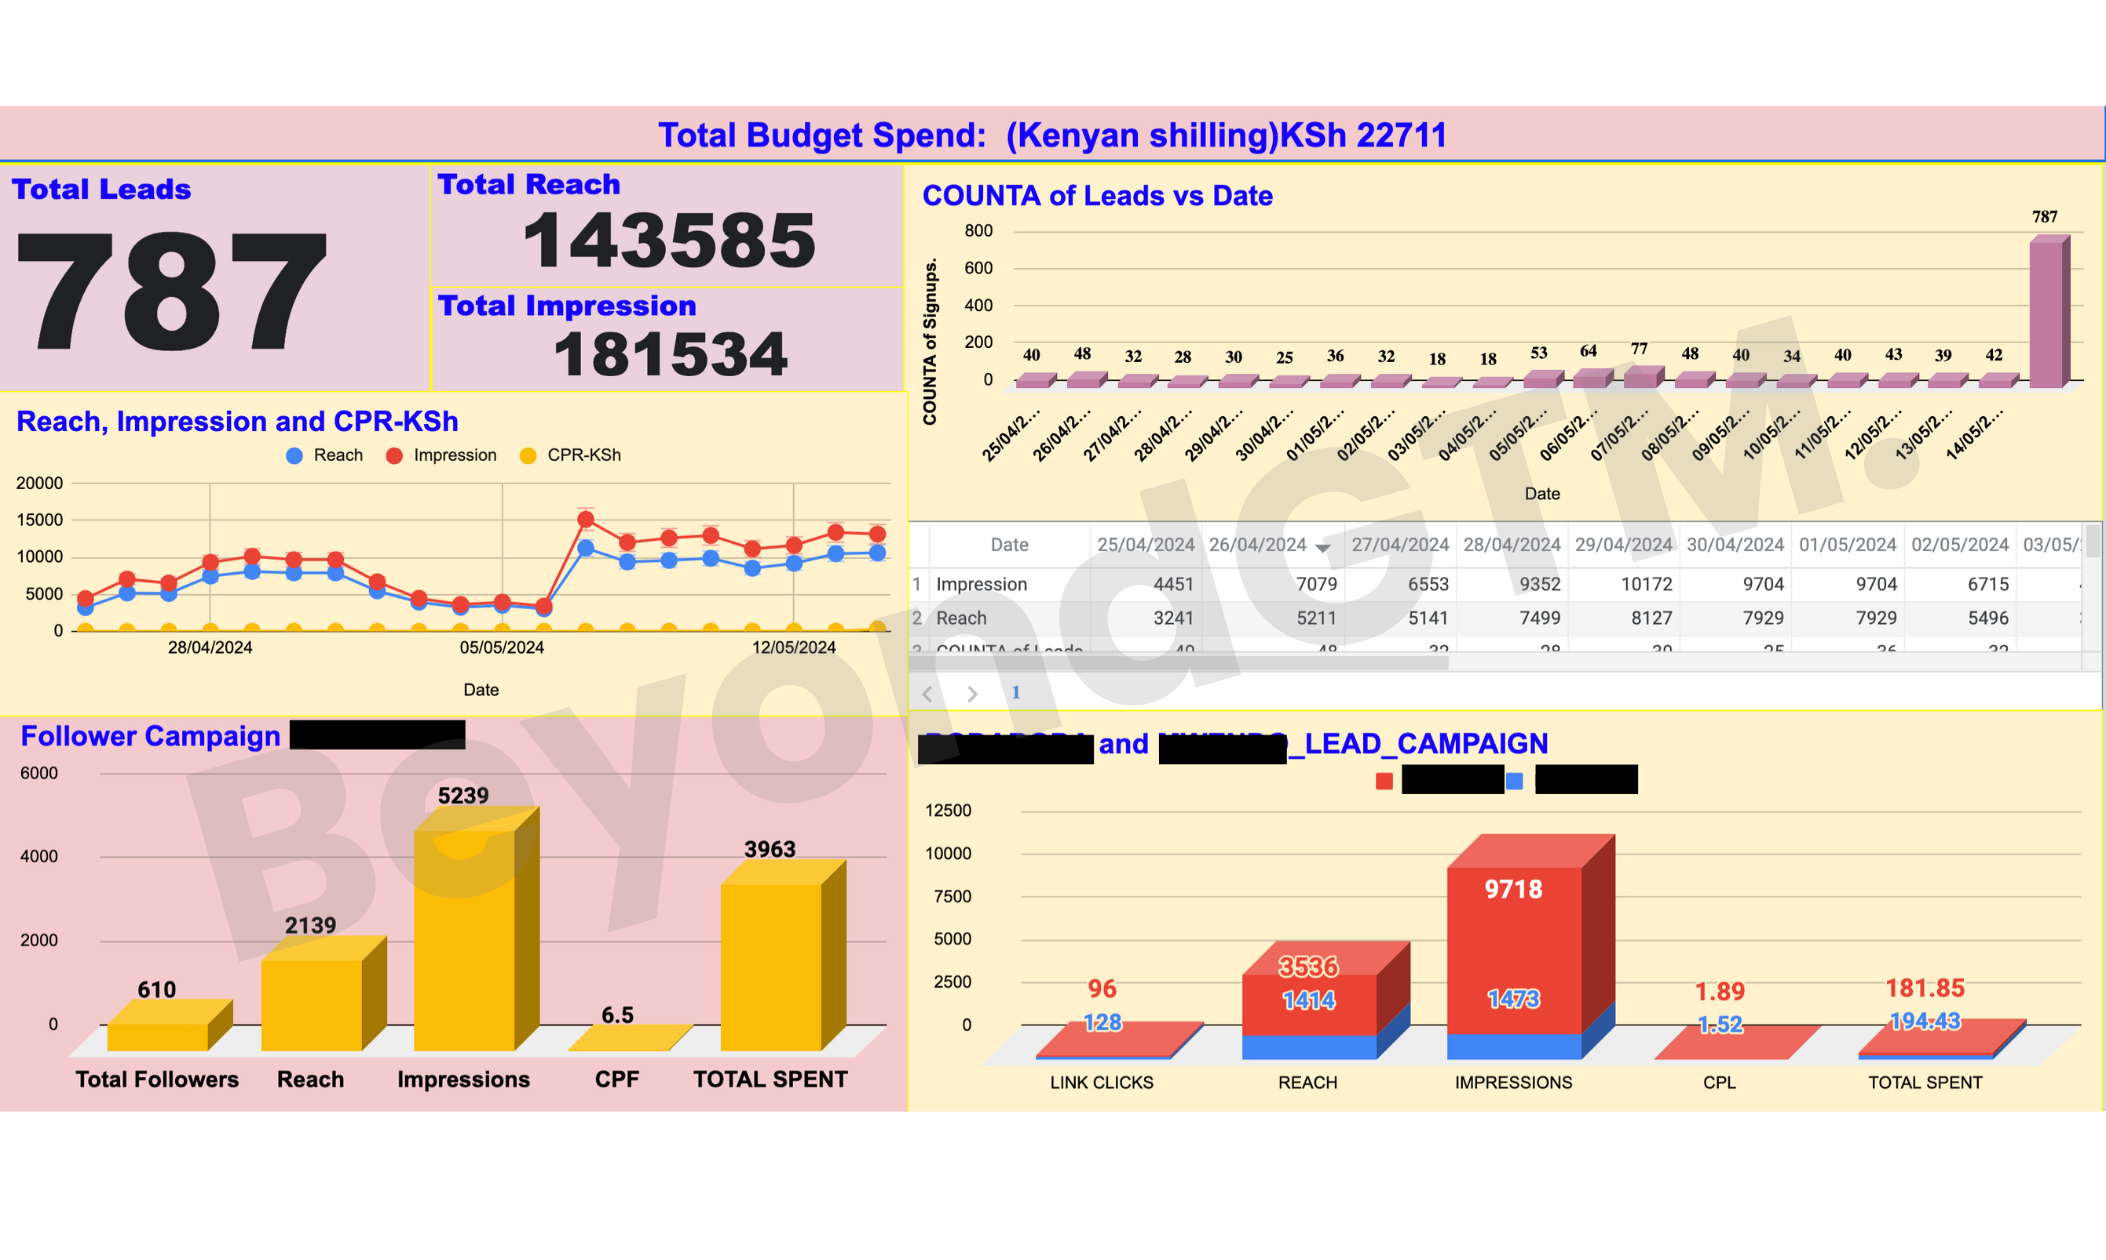 Total Budget Spend: (Kenyan shilling)KSh 22711
Total Leads
787
Total Reach
143585
Total Impression
181534
COUNTA of Leads vs Date
COUNTA of Signups.
800
600
400
200
0
40 48 32 28 30 25 36 32 18 18 53 64 77 48 40 34 40 43 39 42 787
25/04/2... 26/04/2... 27/04/2... 28/04/2... 29/04/2... 30/04/2... 01/05/2... 02/05/2... 03/05/2... 04/05/2... 05/05/2... 06/05/2... 07/05/2... 08/05/2... 09/05/2... 10/05/2... 11/05/2... 12/05/2... 13/05/2... 14/05/2...
Date
Reach, Impression and CPR-KSh
Reach Impression CPR-KSh
20000
15000
10000
5000
0
28/04/2024 05/05/2024 12/05/2024
Date
Date 25/04/2024 26/04/2024 27/04/2024 28/04/2024 29/04/2024 30/04/2024 01/05/2024 02/05/2024 03/05/
1 Impression 4451 7079 6553 9352 10172 9704 9704 6715
2 Reach 3241 5211 5141 7499 8127 7929 7929 5496
3 COUNTA of Leads 40 48 32 28 30 25 36 32
1
Follower Campaign
6000
4000
2000
0
610 2139 5239 6.5 3963
Total Followers Reach Impressions CPF TOTAL SPENT
and _LEAD_CAMPAIGN
12500
10000
7500
5000
2500
0
96 3536 9718 1.89 181.85
128 1414 1473 1.52 194.43
LINK CLICKS REACH IMPRESSIONS CPL TOTAL SPENT
BeyondGTM.